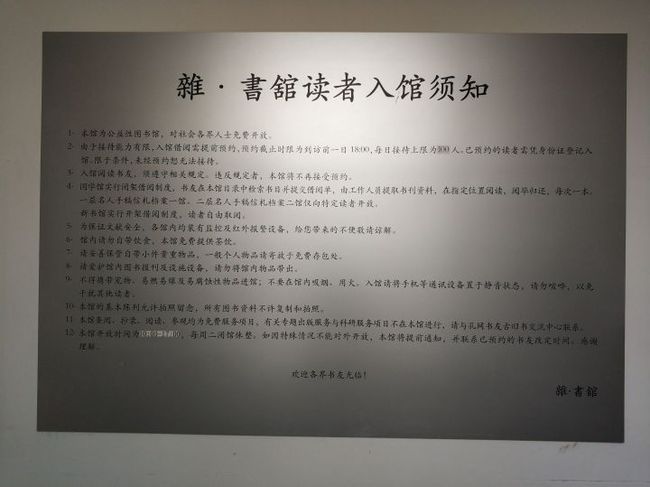 雜·書舘读者入馆须知
1- 本馆为公益性图书馆，对社会各界人士免费开放。
2- 由于接待能力有限，入馆借阅需提前预约，预约截止时限为到访前一日18:00，每日接待上限为300人。已预约的读者需凭身份证登记入
馆。限于条件，未经预约恕无法接待。
3- 入馆阅读书友，须遵守相关规定。违反规定者，本馆将不再接受预约。
4- 国学馆实行闭架借阅制度，书友在本馆目录中检索书目并提交借阅单，由工作人员提取书刊资料，在指定位置阅读，阅毕归还，每次一本。
一层名人手稿信札档案一馆、二层名人手稿信札档案二馆仅向特定读者开放。
新书馆实行开架借阅制度，读者自由取阅。
5- 为保证文献安全，各馆内均装有监控及红外报警设备，给您带来的不便敬请谅解。
6- 馆内请勿自带饮食，本馆免费提供茶饮。
7- 请妥善保管自带小件贵重物品，一般个人物品请寄放于免费存包处。
8- 请爱护馆内图书报刊及设施设备，请勿将馆内物品带出。
9- 不得携带宠物、易燃易爆及易腐蚀性物品进馆；不要在馆内吸烟、用火。入馆请将手机等通讯设备置于静音状态，请勿喧哗，以免
干扰其他读者。
10- 本馆的基本陈列允许拍照留念，所有图书资料不许复制和拍照。
11- 本馆查阅、抄录、阅读、参观均为免费服务项目，有关专题出版服务与科研服务项目不在本馆进行，请与孔网书友古旧书交流中心联系。
12- 本馆开放时间为，每周二闭馆休整。如因特殊情况不能对外开放，本馆将提前通知，并联系已预约的书友改定时间。感谢
理解。
欢迎各界书友光临！
雜·書舘